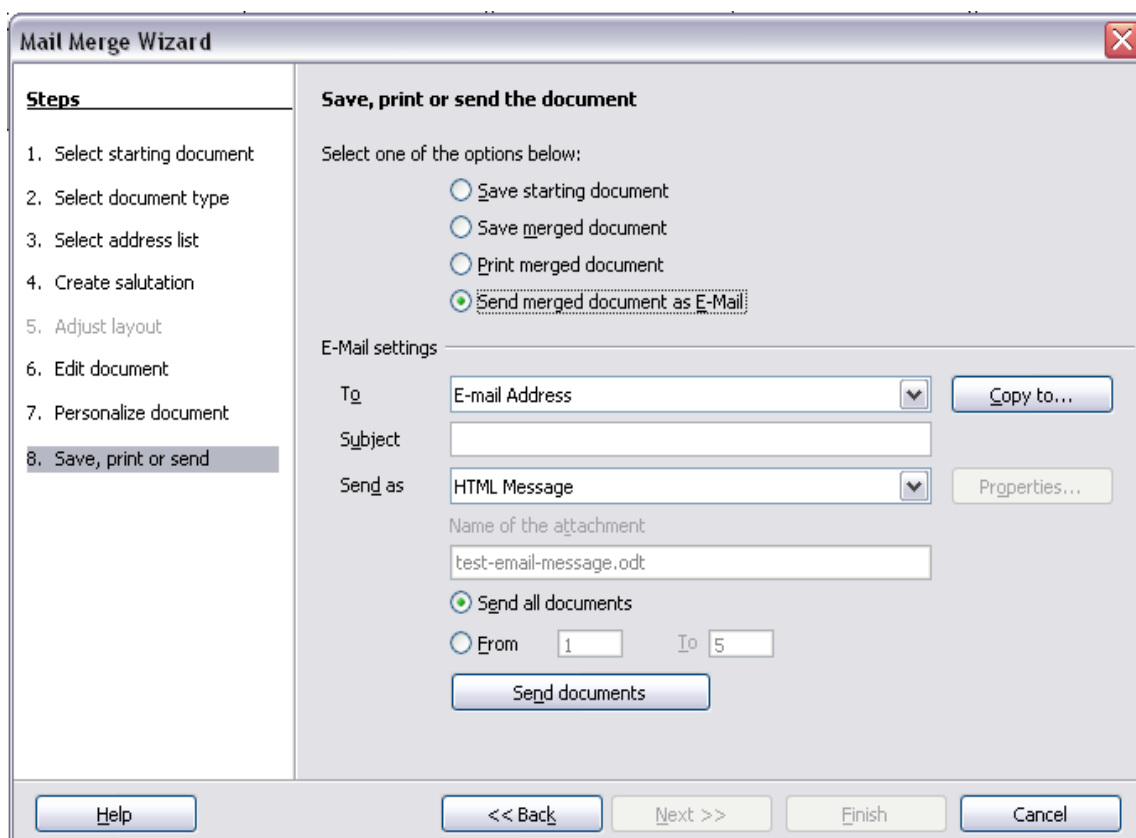 Mail Merge Wizard
Steps
1. Select starting document
2. Select document type
3. Select address list
4. Create salutation
5. Adjust layout
6. Edit document
7. Personalize document
8. Save, print or send
Save, print or send the document
Select one of the options below:
Save starting document
Save merged document
Print merged document
Send merged document as E-Mail
E-Mail settings
To E-mail Address Copy to...
Subject
Send as HTML Message Properties...
Name of the attachment
test-email-message.odt
Send all documents
From 1 To 5
Send documents
Help << Back Next >> Finish Cancel